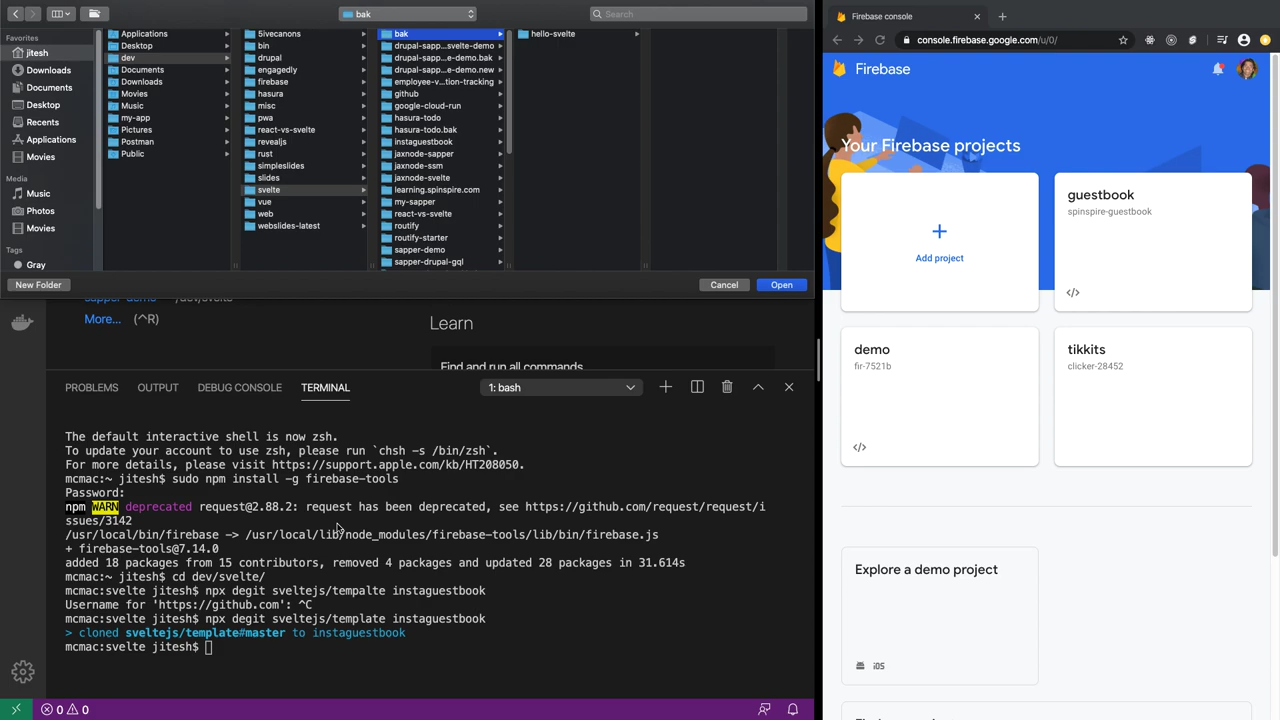 bak
Search
Favorites
jitesh
Downloads
Documents
Desktop
Recents
Applications
Movies
Media
Music
Photos
Movies
Tags
Gray
Applications
Desktop
dev
Documents
Downloads
Movies
Music
my-app
Pictures
Postman
Public
5ivecanons
bin
drupal
engagedly
firebase
hasura
misc
pwa
react-vs-svelte
revealjs
rust
simpleslides
slides
svelte
vue
web
webslides-latest
bak
drupal-sapp...svelte-demo
drupal-sapp...e-demo.bak
drupal-sapp...e-demo.new
employee-v...tion-tracking
github
google-cloud-run
hasura-todo
hasura-todo.bak
instaguestbook
jaxnode-sapper
jaxnode-ssm
jaxnode-svelte
learning.spinspire.com
my-sapper
react-vs-svelte
routify
routify-starter
sapper-demo
sapper-drupal-gql
hello-svelte
New Folder
Cancel
Open
sapper-demo ~/dev/svelte
More... (^R)
Learn
Find and run all commands
PROBLEMS
OUTPUT
DEBUG CONSOLE
TERMINAL
1: bash
The default interactive shell is now zsh.
To update your account to use zsh, please run `chsh -s /bin/zsh`.
For more details, please visit https://support.apple.com/kb/HT208050.
mcmac:~ jitesh$ sudo npm install -g firebase-tools
Password:
npm WARN deprecated request@2.88.2: request has been deprecated, see https://github.com/request/request/i
ssues/3142
/usr/local/bin/firebase -> /usr/local/lib/node_modules/firebase-tools/lib/bin/firebase.js
+ firebase-tools@7.14.0
added 18 packages from 15 contributors, removed 4 packages and updated 28 packages in 31.614s
mcmac:~ jitesh$ cd dev/svelte/
mcmac:svelte jitesh$ npx degit sveltejs/tempalte instaguestbook
Username for 'https://github.com': ^C
mcmac:svelte jitesh$ npx degit sveltejs/template instaguestbook
> cloned sveltejs/template#master to instaguestbook
mcmac:svelte jitesh$
0 0
Firebase console
console.firebase.google.com/u/0/
Firebase
Your Firebase projects
Add project
guestbook
spinspire-guestbook
demo
fir-7521b
tikkits
clicker-28452
Explore a demo project
iOS